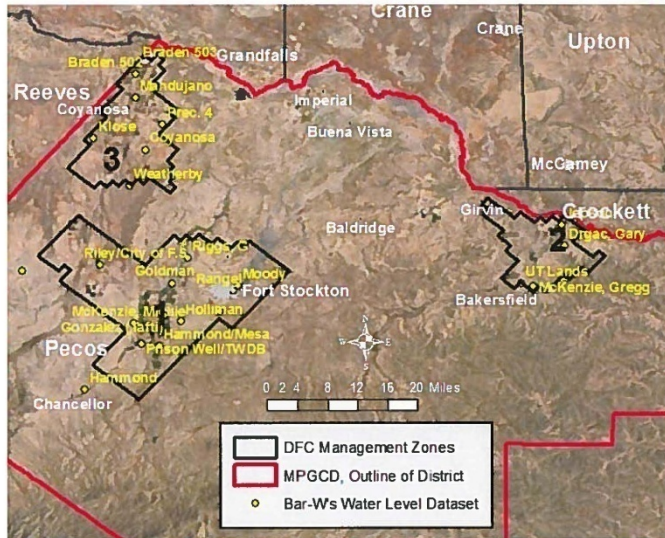 Crane
Crane
Upton
Braden 503
Braden 502
Grandfalls
Reeves
Mandujano
Imperial
Coyanosa
Prec. 4
Buena Vista
Klose
Coyanosa
3
McCamey
Weatherby
Girvin
Crockett
Baldridge
2
Drgac, Gary
Riley/City of F.S.
Riggs, G
Goldman
Rangel
Moody
UT Lands
Fort Stockton
Bakersfield
McKenzie, Gregg
Holliman
Hammond/Mesa
Pecos
Prison Well/TWDB
Hammond
Chancellor
N
W E
S
0 2 4 8 12 16 20 Miles
DFC Management Zones
MPGCD, Outline of District
Bar-W's Water Level Dataset